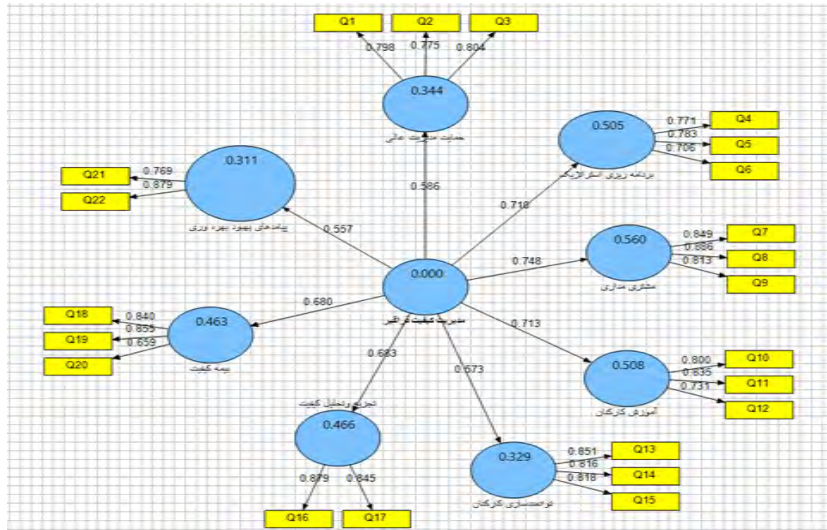 Q1 Q2 Q3
0.798 0.775 0.804
0.344
حمایت مدیریت عالی
0.586
0.505
برنامه ریزی استراتژیک
0.771 Q4
0.783 Q5
0.706 Q6
0.311
پیامدهای بهبود بهره وری
Q21 0.769
Q22 0.879
0.557
0.560
مشتری مداری
0.849 Q7
0.886 Q8
0.813 Q9
0.748
0.000
مدیریت کیفیت فراگیر
0.680
0.463
بیمه کیفیت
Q18 0.840
Q19 0.855
Q20 0.659
0.713
0.508
آموزش کارکنان
0.800 Q10
0.835 Q11
0.731 Q12
0.683
تجزیه وتحلیل کیفیت
0.466
0.879 0.845
Q16 Q17
0.573
0.329
توانمندسازی کارکنان
0.851 Q13
0.816 Q14
0.818 Q15